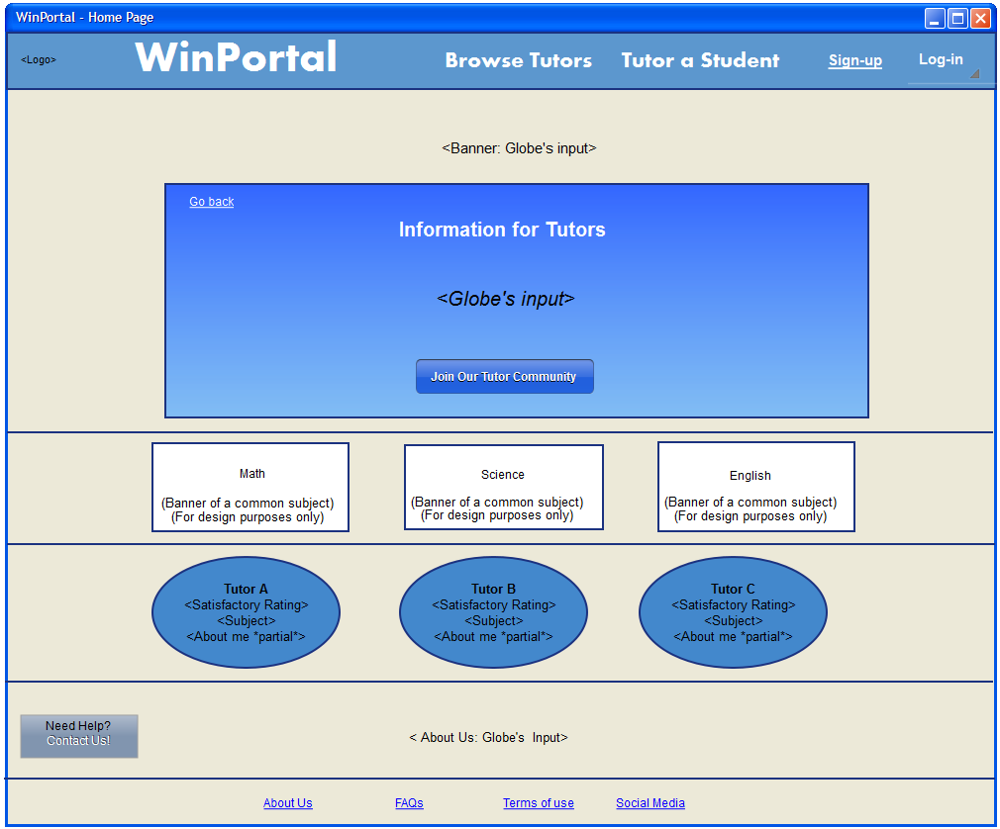 WinPortal - Home Page
<Logo>
WinPortal
Browse Tutors
Tutor a Student
Sign-up
Log-in
<Banner: Globe's input>
Go back
Information for Tutors
<Globe's input>
Join Our Tutor Community
Math
(Banner of a common subject)
(For design purposes only)
Science
(Banner of a common subject)
(For design purposes only)
English
(Banner of a common subject)
(For design purposes only)
Tutor A
<Satisfactory Rating>
<Subject>
<About me *partial*>
Tutor B
<Satisfactory Rating>
<Subject>
<About me *partial*>
Tutor C
<Satisfactory Rating>
<Subject>
<About me *partial*>
Need Help?
Contact Us!
< About Us: Globe's  Input>
About Us
FAQs
Terms of use
Social Media